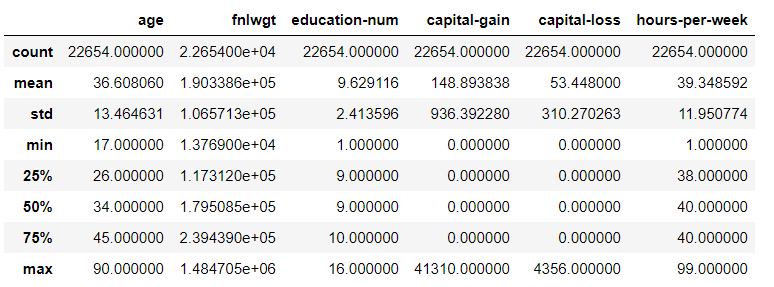 age fnlwgt education-num capital-gain capital-loss hours-per-week
count 22654.000000 2.265400e+04 22654.000000 22654.000000 22654.000000 22654.000000
mean 36.608060 1.903386e+05 9.629116 148.893838 53.448000 39.348592
std 13.464631 1.065713e+05 2.413596 936.392280 310.270263 11.950774
min 17.000000 1.376900e+04 1.000000 0.000000 0.000000 1.000000
25% 26.000000 1.173120e+05 9.000000 0.000000 0.000000 38.000000
50% 34.000000 1.795085e+05 9.000000 0.000000 0.000000 40.000000
75% 45.000000 2.394390e+05 10.000000 0.000000 0.000000 40.000000
max 90.000000 1.484705e+06 16.000000 41310.000000 4356.000000 99.000000